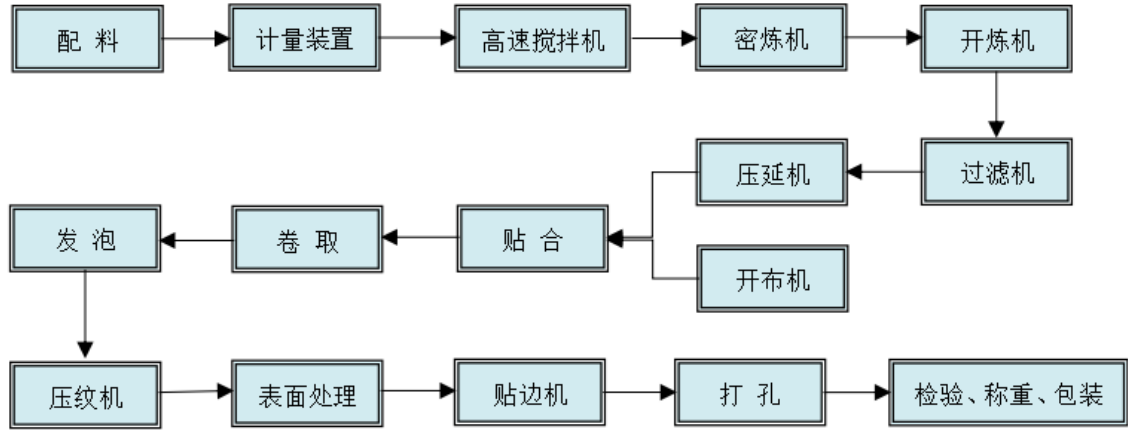 配 料
计量装置
高速搅拌机
密炼机
开炼机
过滤机
压延机
开布机
贴 合
卷 取
发 泡
压纹机
表面处理
贴边机
打 孔
检验、称重、包装